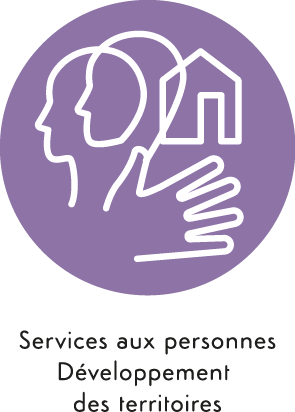 Services aux personnes
Développement
des territoires